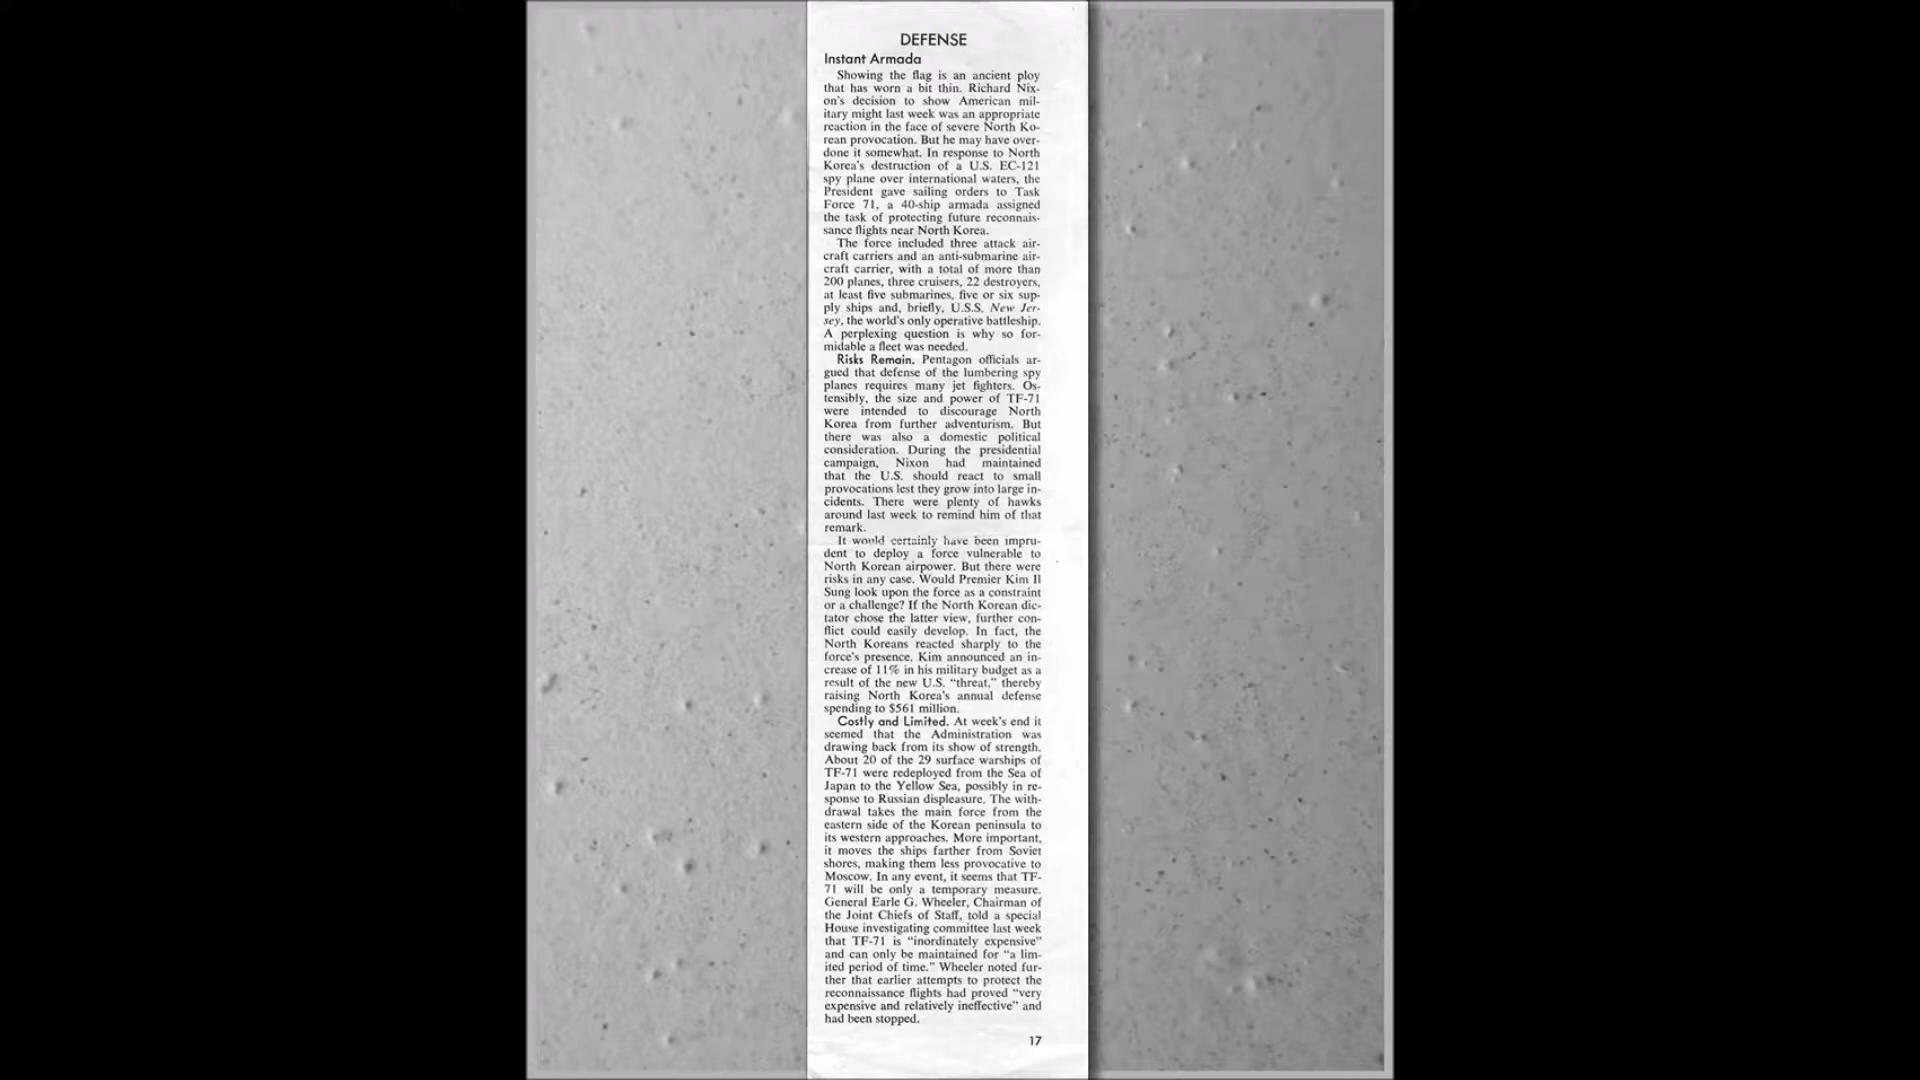 DEFENSE
Instant Armada
Showing the flag is an ancient ploy
that has worn a bit thin. Richard Nix-
on's decision to show American mil-
itary might last week was an appropriate
reaction in the face of severe North Ko-
rean provocation. But he may have over-
done it somewhat. In response to North
Korea's destruction of a U.S. EC-121
spy plane over international waters, the
President gave sailing orders to Task
Force 71, a 40-ship armada assigned
the task of protecting future reconnais-
sance flights near North Korea.
The force included three attack air-
craft carriers and an anti-submarine air-
craft carrier, with a total of more than
200 planes, three cruisers, 22 destroyers,
at least five submarines, five or six sup-
ply ships and, briefly, U.S.S. New Jer-
sey, the world's only operative battleship.
A perplexing question is why so for-
midable a fleet was needed.
Risks Remain. Pentagon officials ar-
gued that defense of the lumbering spy
planes requires many jet fighters. Os-
tensibly, the size and power of TF-71
were intended to discourage North
Korea from further adventurism. But
there was also a domestic political
consideration. During the presidential
campaign, Nixon had maintained
that the U.S. should react to small
provocations lest they grow into large in-
cidents. There were plenty of hawks
around last week to remind him of that
remark.
It would certainly have been impru-
dent to deploy a force vulnerable to
North Korean airpower. But there were
risks in any case. Would Premier Kim Il
Sung look upon the force as a constraint
or a challenge? If the North Korean dic-
tator chose the latter view, further con-
flict could easily develop. In fact, the
North Koreans reacted sharply to the
force's presence. Kim announced an in-
crease of 11% in his military budget as a
result of the new U.S. "threat," thereby
raising North Korea's annual defense
spending to $561 million.
Costly and Limited. At week's end it
seemed that the Administration was
drawing back from its show of strength.
About 20 of the 29 surface warships of
TF-71 were redeployed from the Sea of
Japan to the Yellow Sea, possibly in re-
sponse to Russian displeasure. The with-
drawal takes the main force from the
eastern side of the Korean peninsula to
its western approaches. More important,
it moves the ships farther from Soviet
shores, making them less provocative to
Moscow. In any event, it seems that TF-
71 will be only a temporary measure.
General Earle G. Wheeler, Chairman of
the Joint Chiefs of Staff, told a special
House investigating committee last week
that TF-71 is "inordinately expensive"
and can only be maintained for "a lim-
ited period of time." Wheeler noted fur-
ther that earlier attempts to protect the
reconnaissance flights had proved "very
expensive and relatively ineffective" and
had been stopped.
17